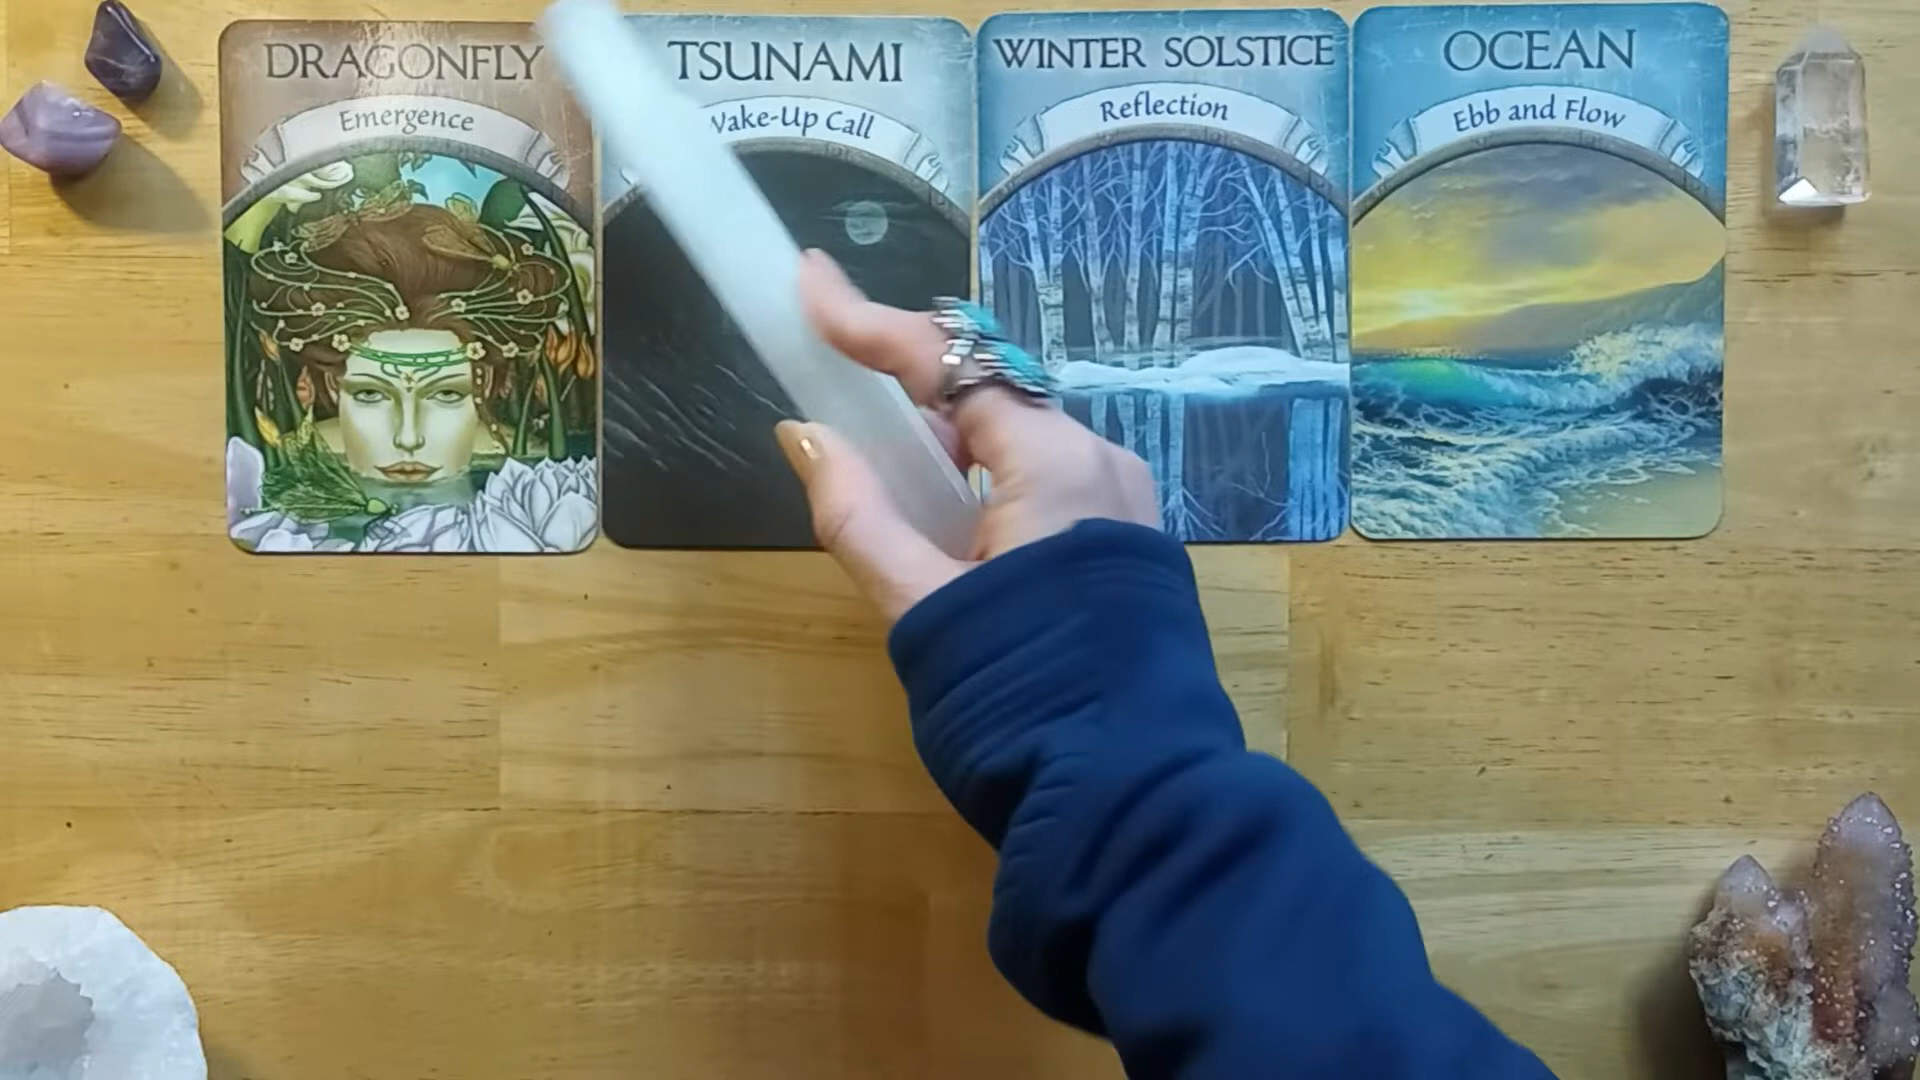 DRAGONFLY
Emergence
TSUNAMI
Wake-Up Call
WINTER SOLSTICE
Reflection
OCEAN
Ebb and Flow